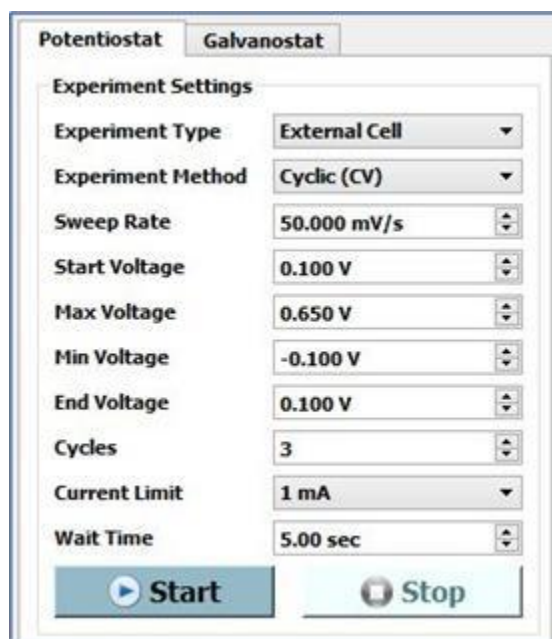 Potentiostat Galvanostat
Experiment Settings
Experiment Type External Cell
Experiment Method Cyclic (CV)
Sweep Rate 50.000 mV/s
Start Voltage 0.100 V
Max Voltage 0.650 V
Min Voltage -0.100 V
End Voltage 0.100 V
Cycles 3
Current Limit 1 mA
Wait Time 5.00 sec
Start Stop